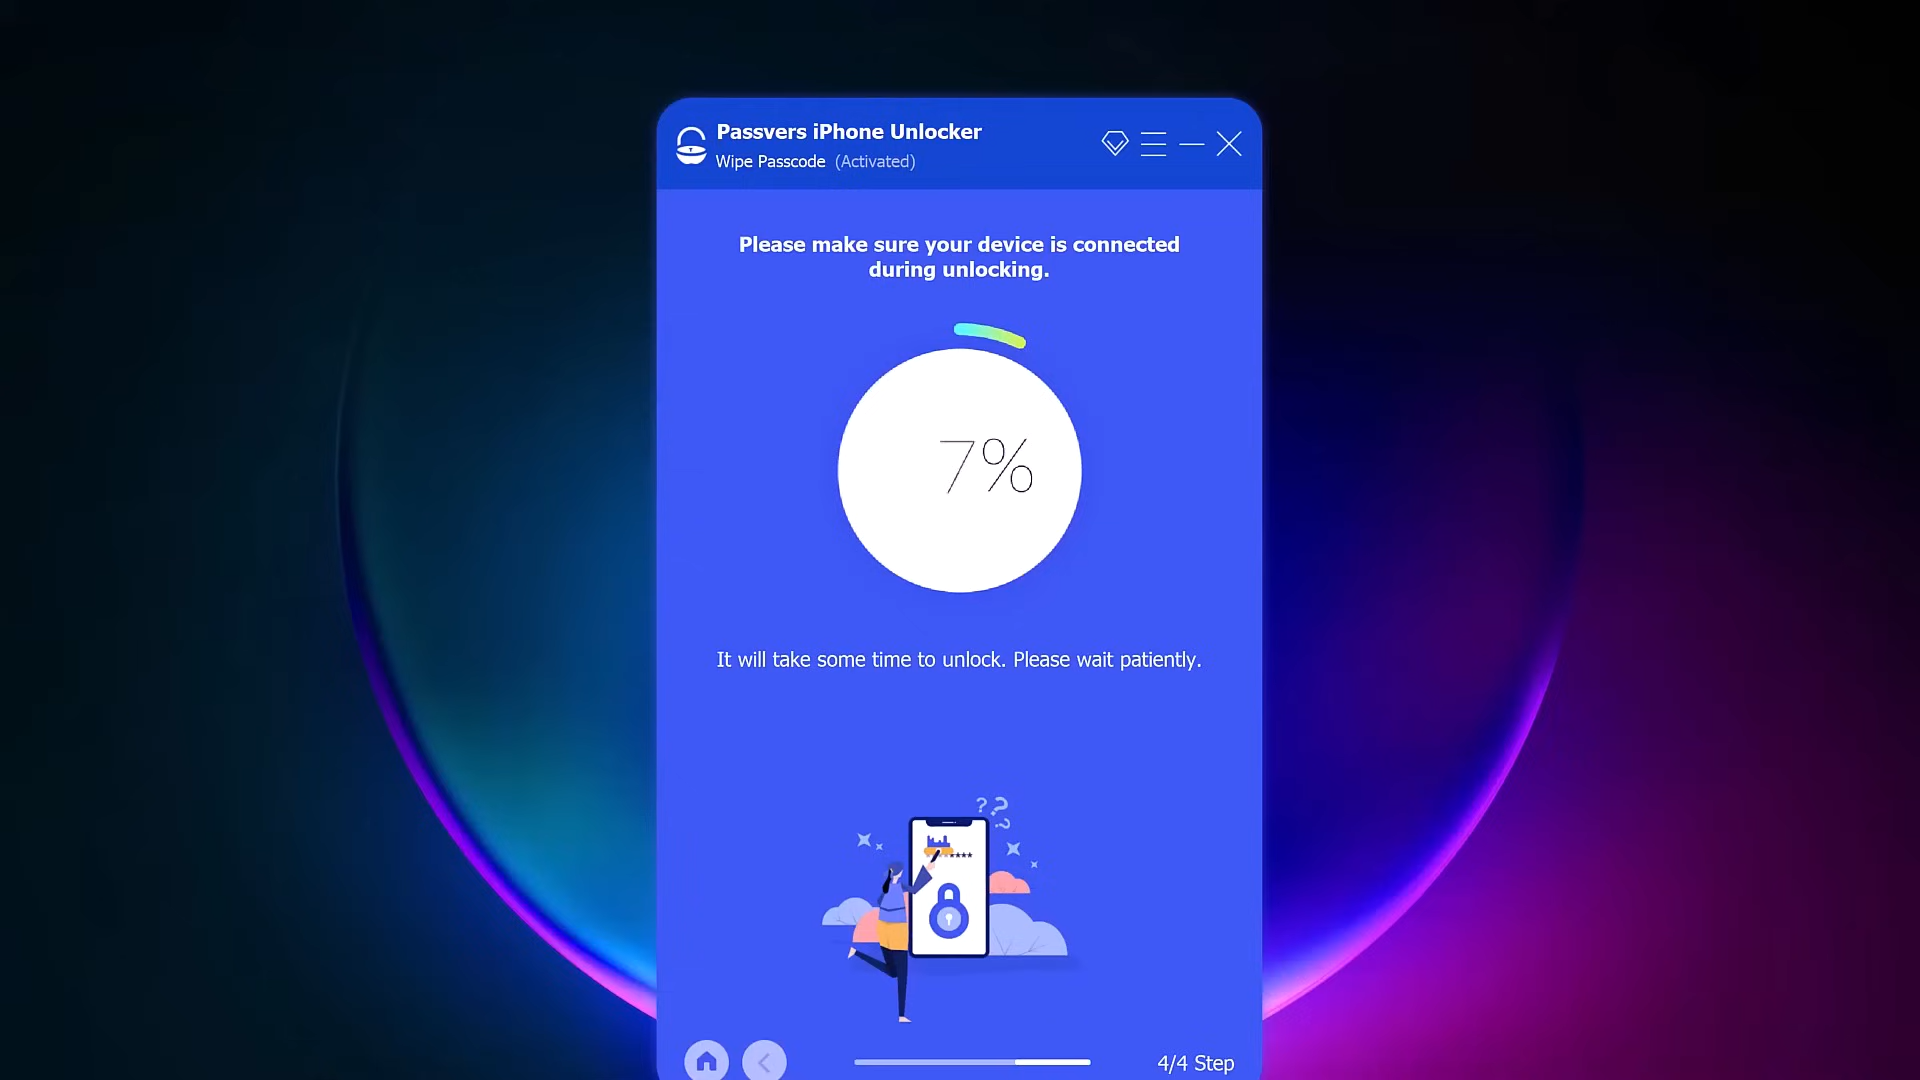 Passvers iPhone Unlocker
Wipe Passcode (Activated)
Please make sure your device is connected
during unlocking.
7%
It will take some time to unlock. Please wait patiently.
4/4 Step